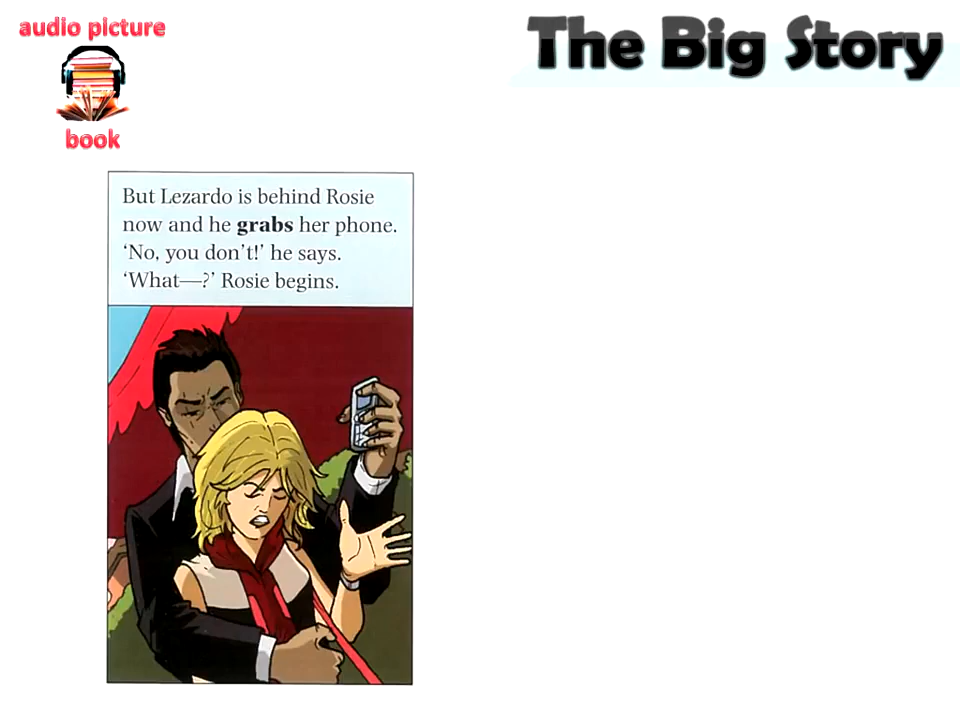 audio picture
book
The Big Story
But Lezardo is behind Rosie
now and he grabs her phone.
‘No, you don’t!’ he says.
‘What—?’ Rosie begins.